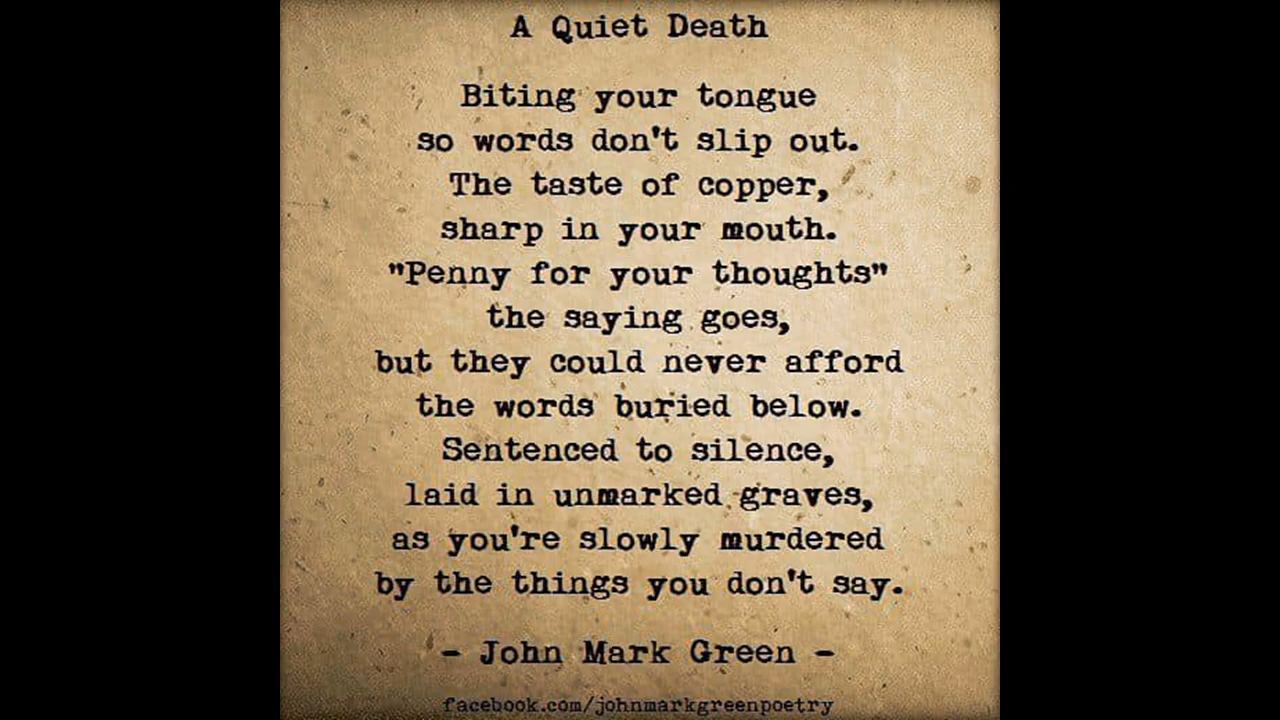 A Quiet Death
Biting your tongue
so words don't slip out.
The taste of copper,
sharp in your mouth.
"Penny for your thoughts"
the saying goes,
but they could never afford
the words buried below.
Sentenced to silence,
laid in unmarked graves,
as you're slowly murdered
by the things you don't say.
- John Mark Green -
facebook.com/johnmarkgreenpoetry